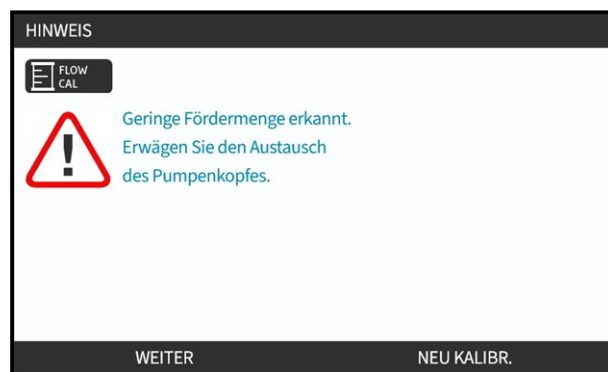 HINWEIS
FLOW
CAL
Geringe Fördermenge erkannt.
Erwägen Sie den Austausch
des Pumpenkopfes.
WEITER NEU KALIBR.